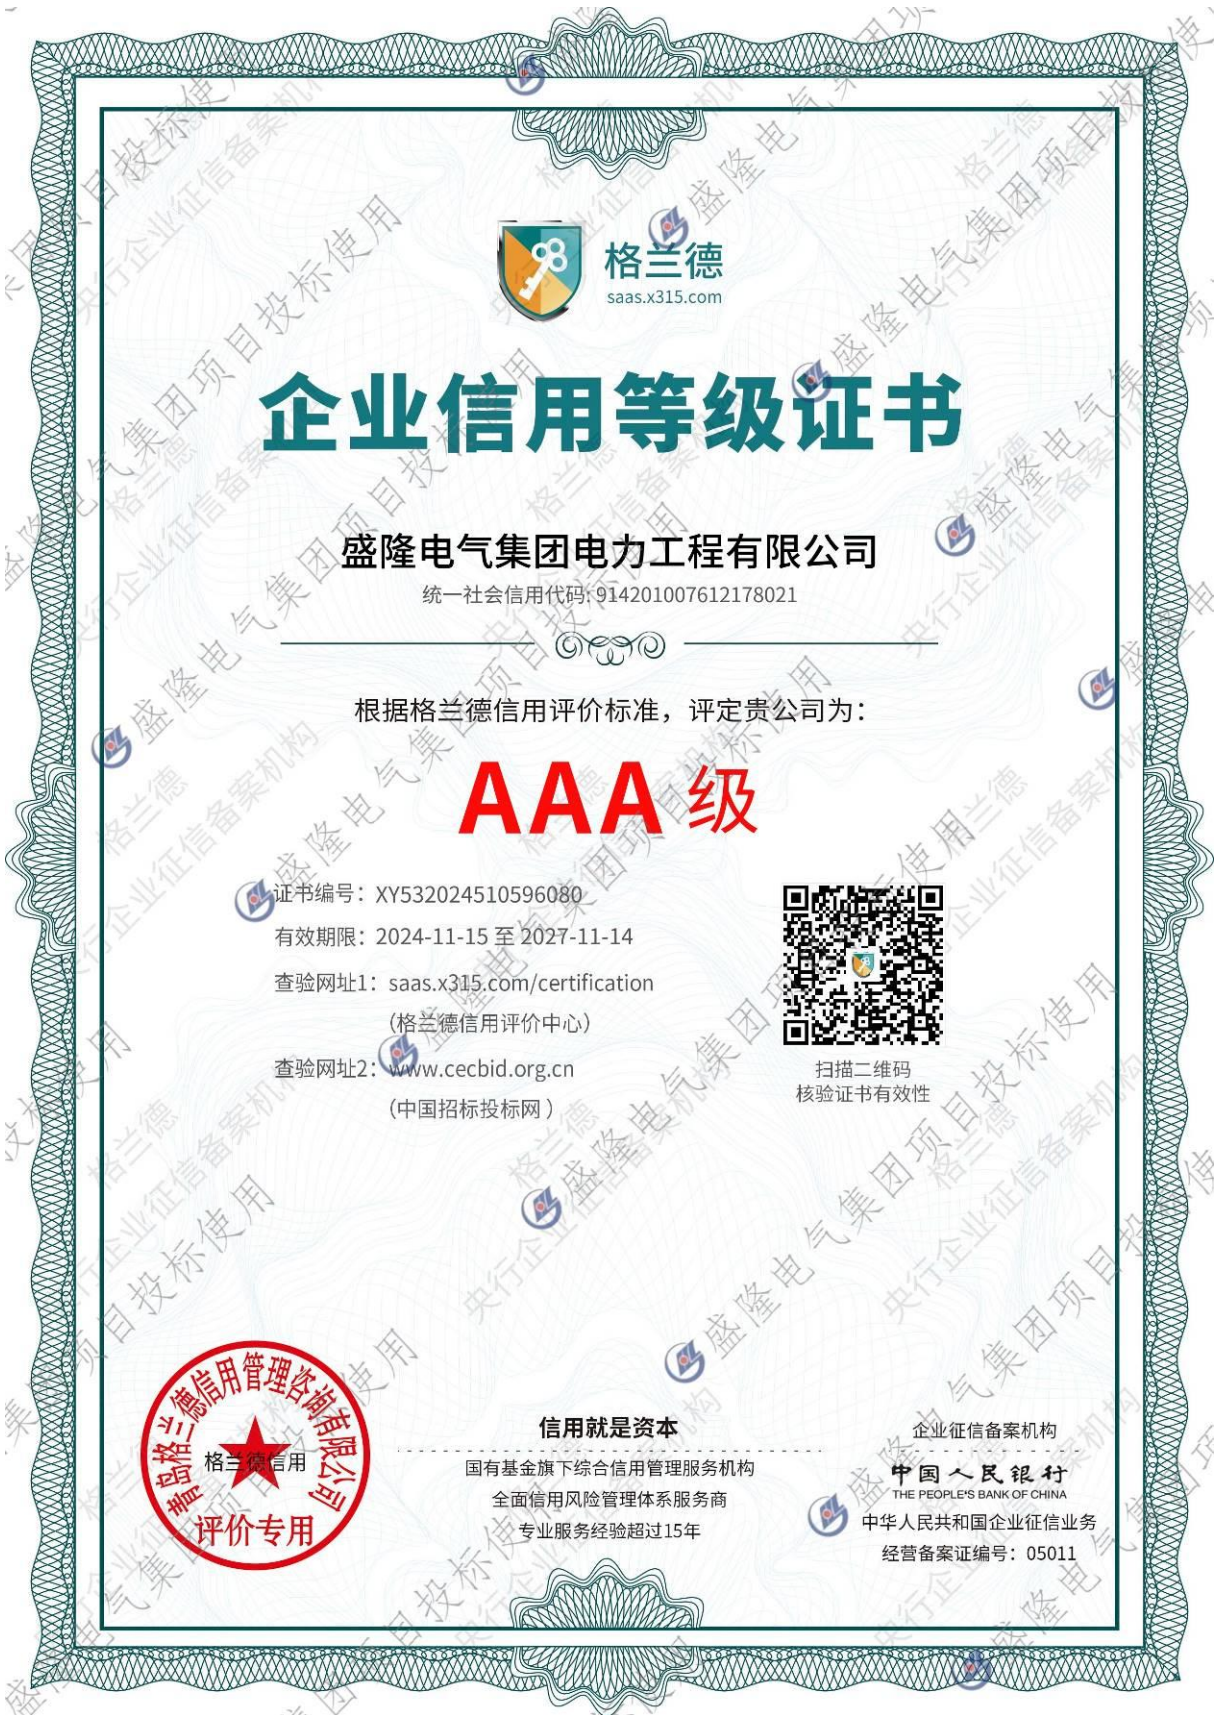 格兰德
saas.x315.com
企业信用等级证书
盛隆电气集团电力工程有限公司
统一社会信用代码: 914201007612178021
根据格兰德信用评价标准，评定贵公司为：
AAA 级
证书编号：XY532024510596080
有效期限：2024-11-15 至 2027-11-14
查验网址1：saas.x315.com/certification
（格兰德信用评价中心）
查验网址2：www.cecbid.org.cn
（中国招标投标网 ）
扫描二维码
核验证书有效性
青岛格兰德信用管理咨询有限公司
格兰德信用
评价专用
信用就是资本
国有基金旗下综合信用管理服务机构
全面信用风险管理体系服务商
专业服务经验超过15年
企业征信备案机构
中国人民银行
THE PEOPLE'S BANK OF CHINA
中华人民共和国企业征信业务
经营备案证编号：05011
盛隆电气集团项目投标使用
格兰德
央行企业征信备案机构